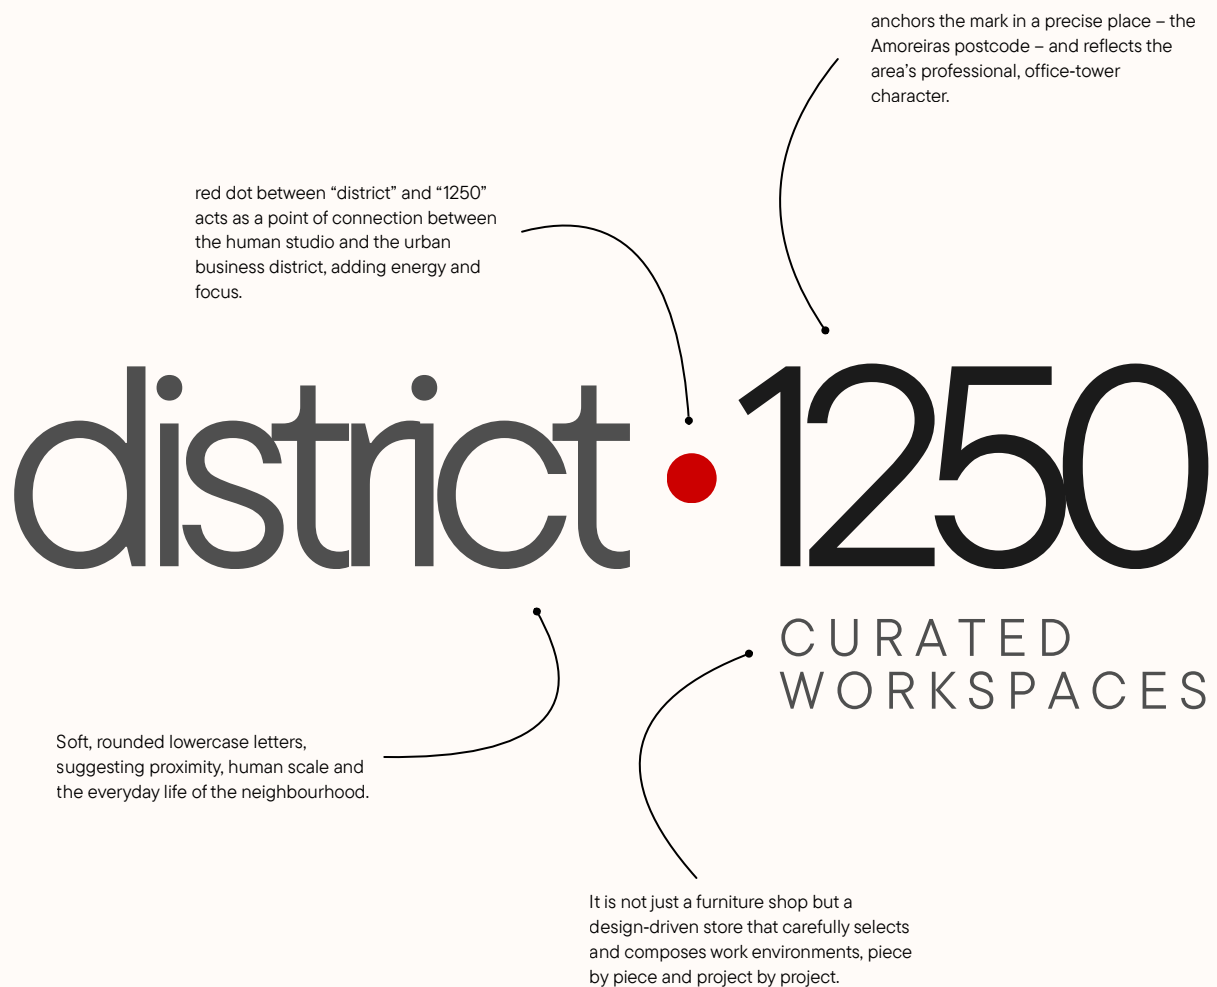 anchors the mark in a precise place – the
Amoreiras postcode – and reflects the
area’s professional, office-tower
character.
red dot between “district” and “1250”
acts as a point of connection between
the human studio and the urban
business district, adding energy and
focus.
district • 1250
CURATED
WORKSPACES
Soft, rounded lowercase letters,
suggesting proximity, human scale and
the everyday life of the neighbourhood.
It is not just a furniture shop but a
design-driven store that carefully selects
and composes work environments, piece
by piece and project by project.